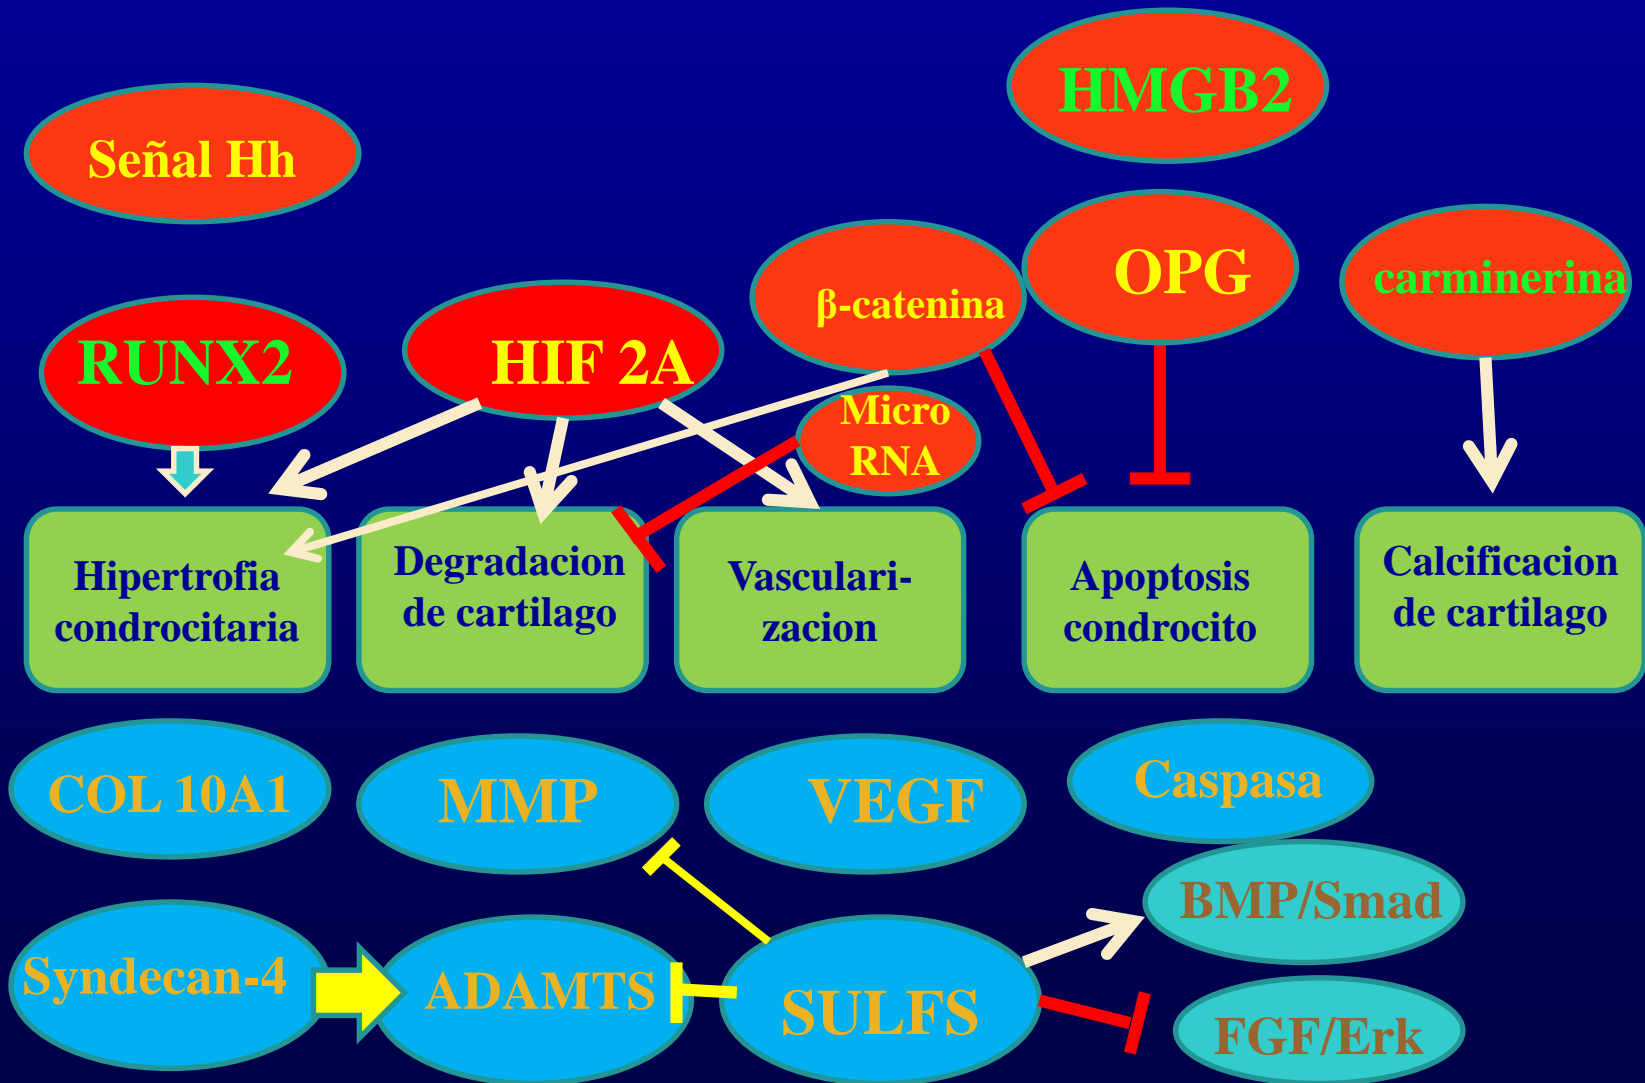 HMGB2
Señal Hh
OPG
carminerina
β-catenina
RUNX2
HIF 2A
Micro
RNA
Hipertrofia
condrocitaria
Degradacion
de cartilago
Vasculari-
zacion
Apoptosis
condrocito
Calcificacion
de cartilago
COL 10A1
MMP
VEGF
Caspasa
BMP/Smad
Syndecan-4
ADAMTS
SULFS
FGF/Erk